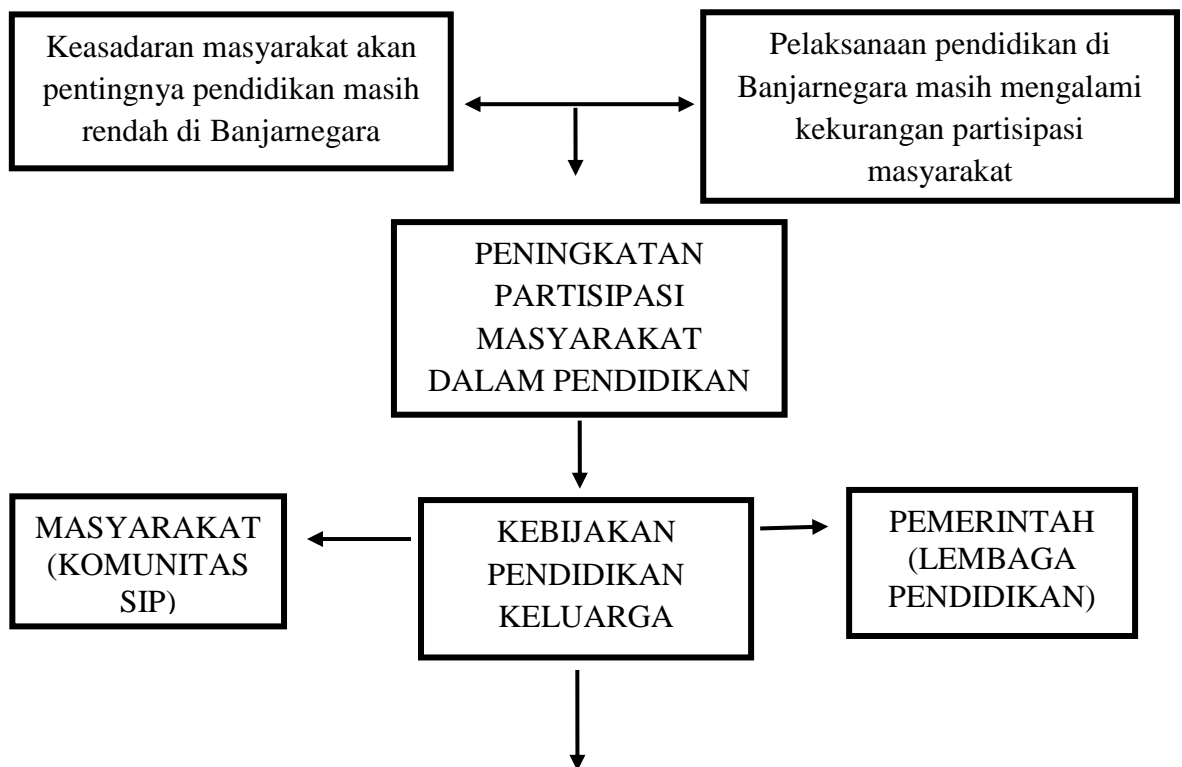 Keasadaran masyarakat akan
pentingnya pendidikan masih
rendah di Banjarnegara
Pelaksanaan pendidikan di
Banjarnegara masih mengalami
kekurangan partisipasi
masyarakat
PENINGKATAN
PARTISIPASI
MASYARAKAT
DALAM PENDIDIKAN
MASYARAKAT
(KOMUNITAS
SIP)
KEBIJAKAN
PENDIDIKAN
KELUARGA
PEMERINTAH
(LEMBAGA
PENDIDIKAN)